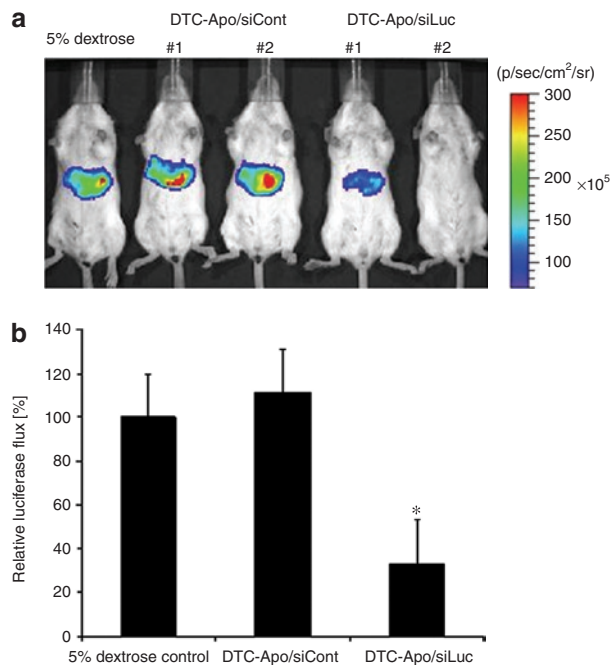 a
DTC-Apo/siCont DTC-Apo/siLuc
5% dextrose #1 #2 #1 #2
(p/sec/cm²/sr)
300
250
200
×10⁵
150
100
b
Relative luciferase flux [%]
140
120
100
80
60
40
20
0
*
5% dextrose control DTC-Apo/siCont DTC-Apo/siLuc